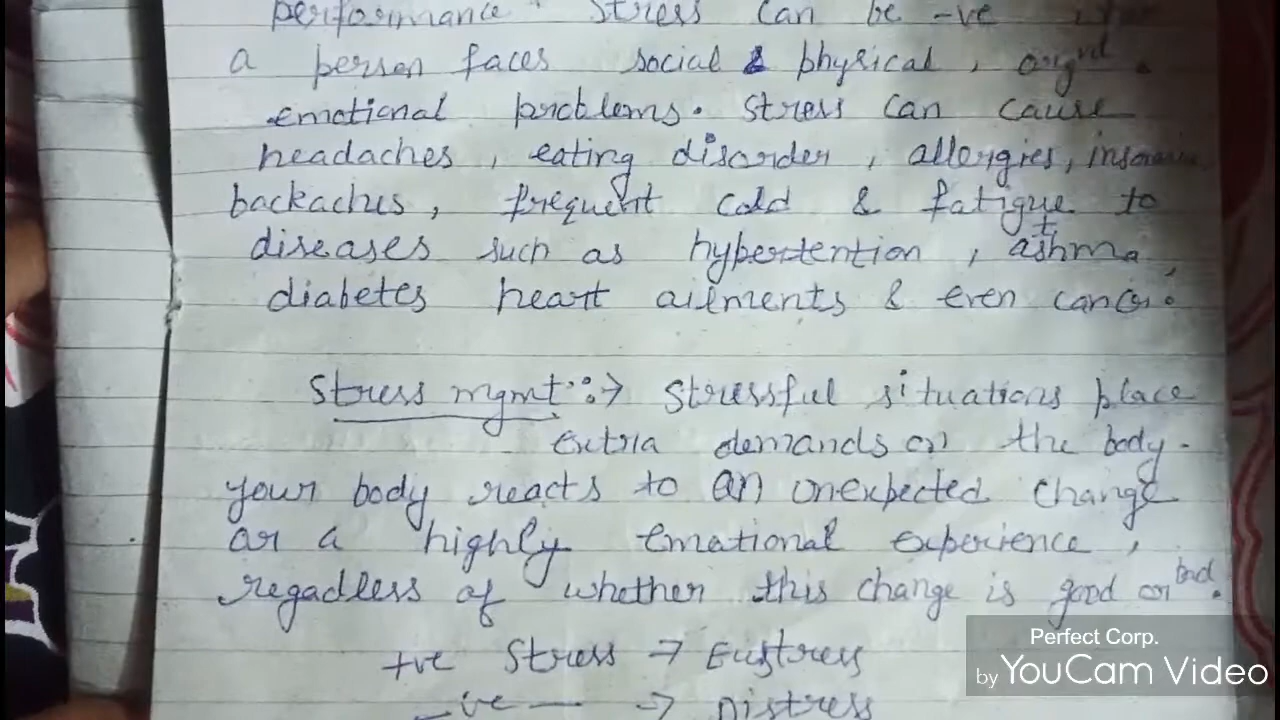 performance. Stress can be -ve
a person faces social & physical,
emotional problems. Stress can cause
headaches, eating disorder, allergies,
backaches, frequent cold & fatigue to
diseases such as hypertention, asthma,
diabetes heart ailments & even cancer.
Stress mgmt::→ Stressful situations place
extra demands on the body.
your body reacts to an unexpected change
or a highly emotional experience,
regadless of whether this change is good or bad.
+ve Stress → Eustress
-ve — → Distress
Perfect Corp.
by YouCam Video